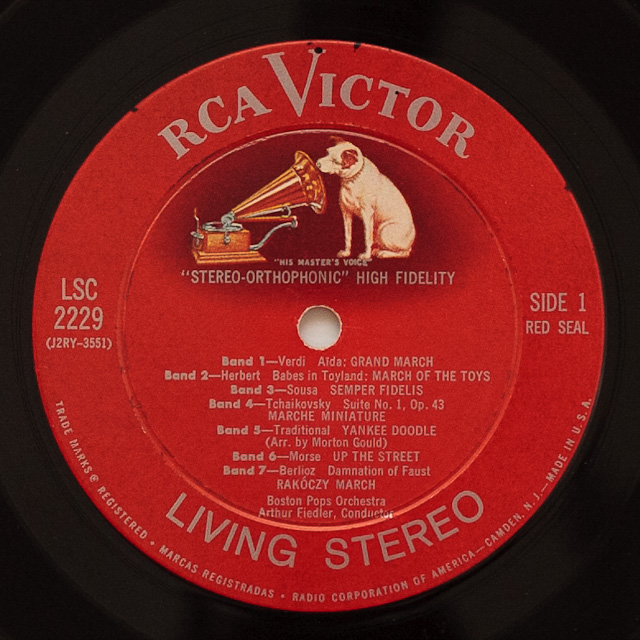 RCA VICTOR
"HIS MASTER'S VOICE"
"STEREO-ORTHOPHONIC" HIGH FIDELITY
LSC
2229
(J2RY-3551)
SIDE 1
RED SEAL
Band 1—Verdi Aïda: GRAND MARCH
Band 2—Herbert Babes in Toyland: MARCH OF THE TOYS
Band 3—Sousa SEMPER FIDELIS
Band 4—Tchaikovsky Suite No. 1, Op. 43
MARCHE MINIATURE
Band 5—Traditional YANKEE DOODLE
(Arr. by Morton Gould)
Band 6—Morse UP THE STREET
Band 7—Berlioz Damnation of Faust
RAKÓCZY MARCH
Boston Pops Orchestra
Arthur Fiedler, Conductor
LIVING STEREO
TRADE MARKS ® REGISTERED • MARCAS REGISTRADAS • RADIO CORPORATION OF AMERICA—CAMDEN, N. J.—MADE IN U. S. A.